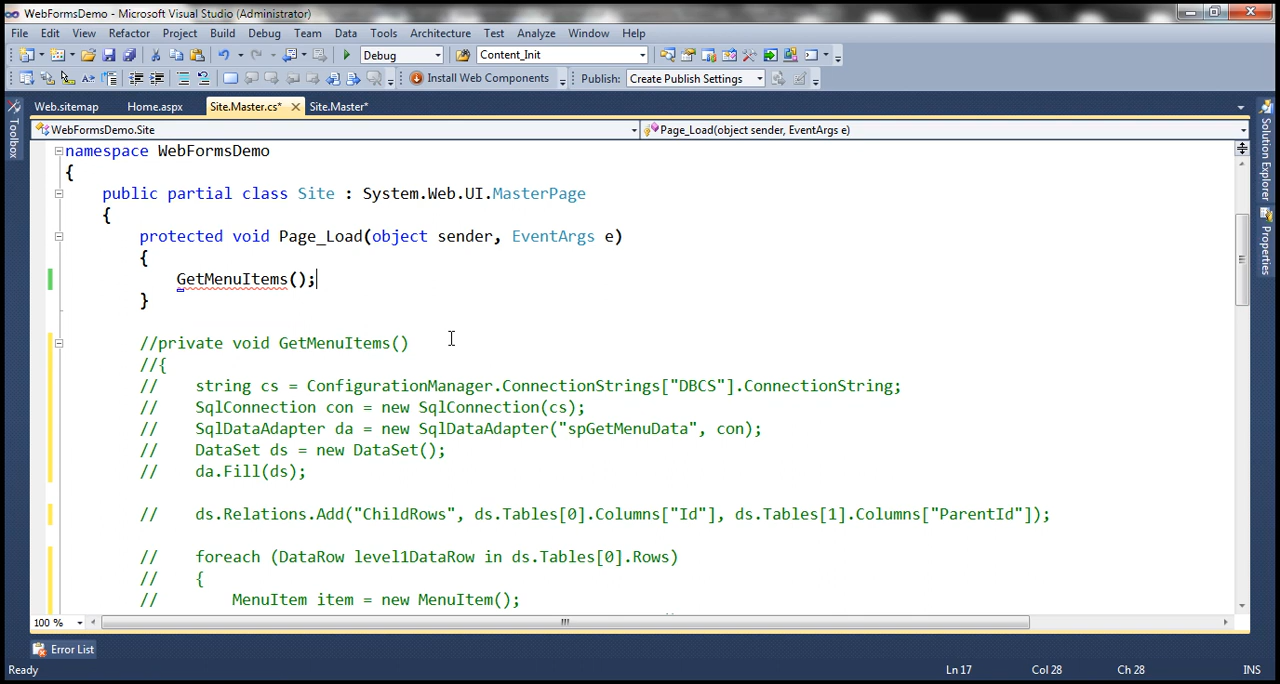 WebFormsDemo - Microsoft Visual Studio (Administrator)
File Edit View Refactor Project Build Debug Team Data Tools Architecture Test Analyze Window Help
Debug Content_Init
Install Web Components Publish: Create Publish Settings
Web.sitemap Home.aspx Site.Master.cs* Site.Master*
WebFormsDemo.Site Page_Load(object sender, EventArgs e)
Toolbox
Solution Explorer
Properties
namespace WebFormsDemo
{
public partial class Site : System.Web.UI.MasterPage
{
protected void Page_Load(object sender, EventArgs e)
{
GetMenuItems();
}
//private void GetMenuItems()
//{
// string cs = ConfigurationManager.ConnectionStrings["DBCS"].ConnectionString;
// SqlConnection con = new SqlConnection(cs);
// SqlDataAdapter da = new SqlDataAdapter("spGetMenuData", con);
// DataSet ds = new DataSet();
// da.Fill(ds);
// ds.Relations.Add("ChildRows", ds.Tables[0].Columns["Id"], ds.Tables[1].Columns["ParentId"]);
// foreach (DataRow level1DataRow in ds.Tables[0].Rows)
// {
// MenuItem item = new MenuItem();
100 %
Error List
Ready Ln 17 Col 28 Ch 28 INS